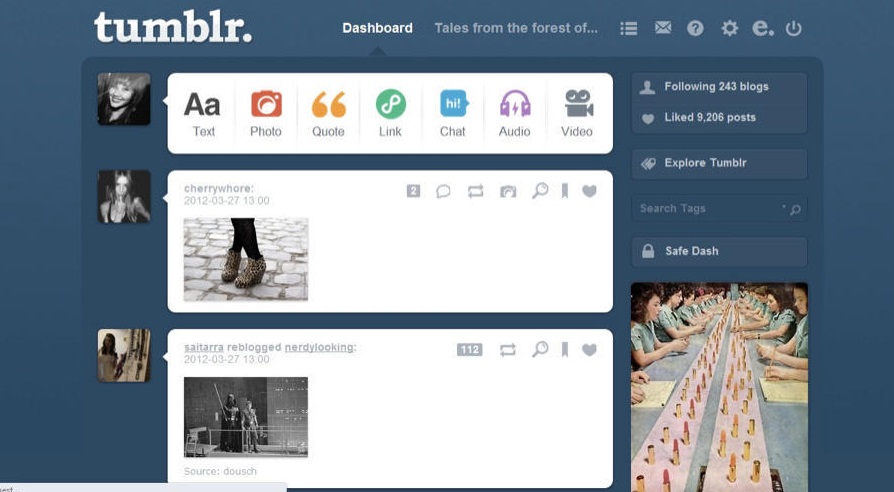 tumblr.
Dashboard
Tales from the forest of...
e.
Following 243 blogs
Liked 9,206 posts
Explore Tumblr
Search Tags
Safe Dash
Aa
hi!
Text
Photo
Quote
Link
Chat
Audio
Video
cherrywhore:
2
2012-03-27 13:00
saitarra reblogged nerdylooking:
112
2012-03-27 13:00
Source: dousch